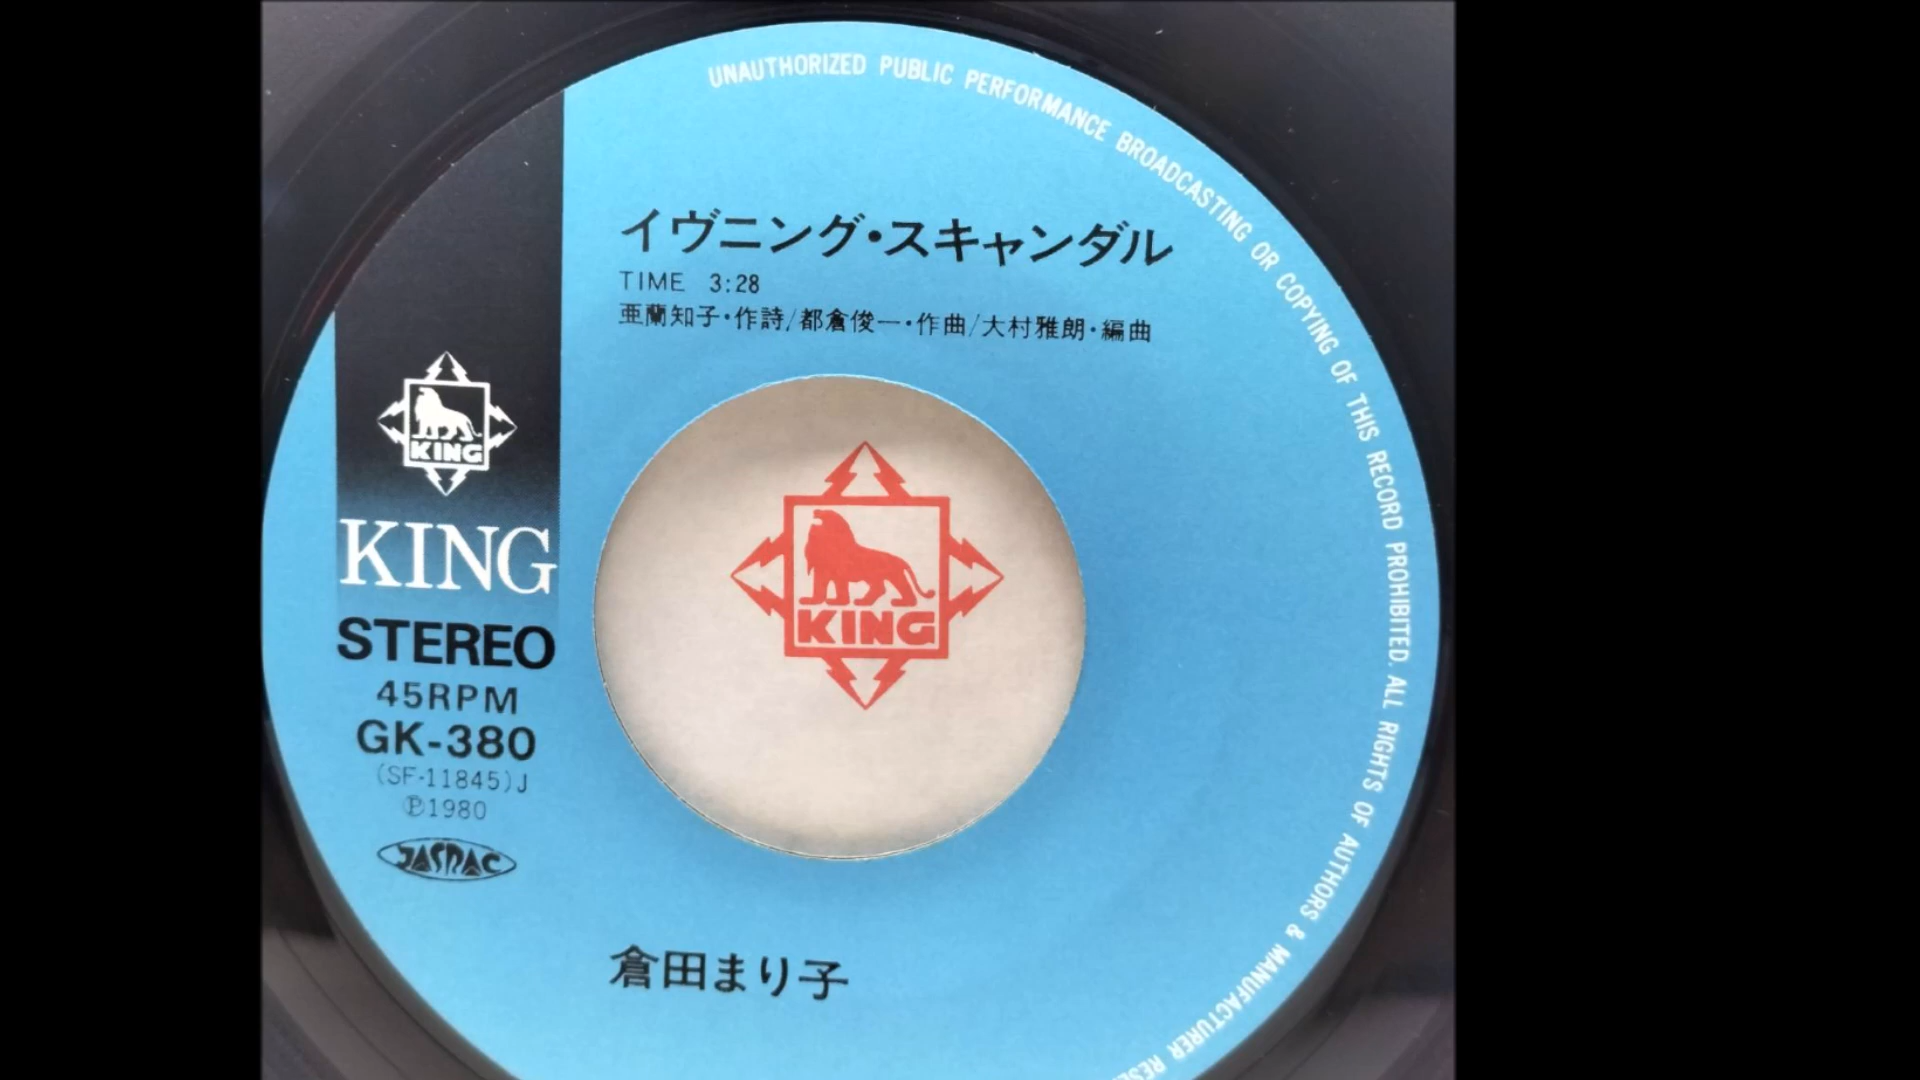 UNAUTHORIZED PUBLIC PERFORMANCE BROADCASTING OR COPYING OF THIS RECORD PROHIBITED. ALL RIGHTS OF AUTHORS & MANUFACTURER RESE
イヴニング・スキャンダル
TIME 3:28
亜蘭知子・作詩/都倉俊一・作曲/大村雅朗・編曲
KING
KING
STEREO
45RPM
GK-380
(SF-11845)J
Ⓟ1980
JASRAC
KING
倉田まり子